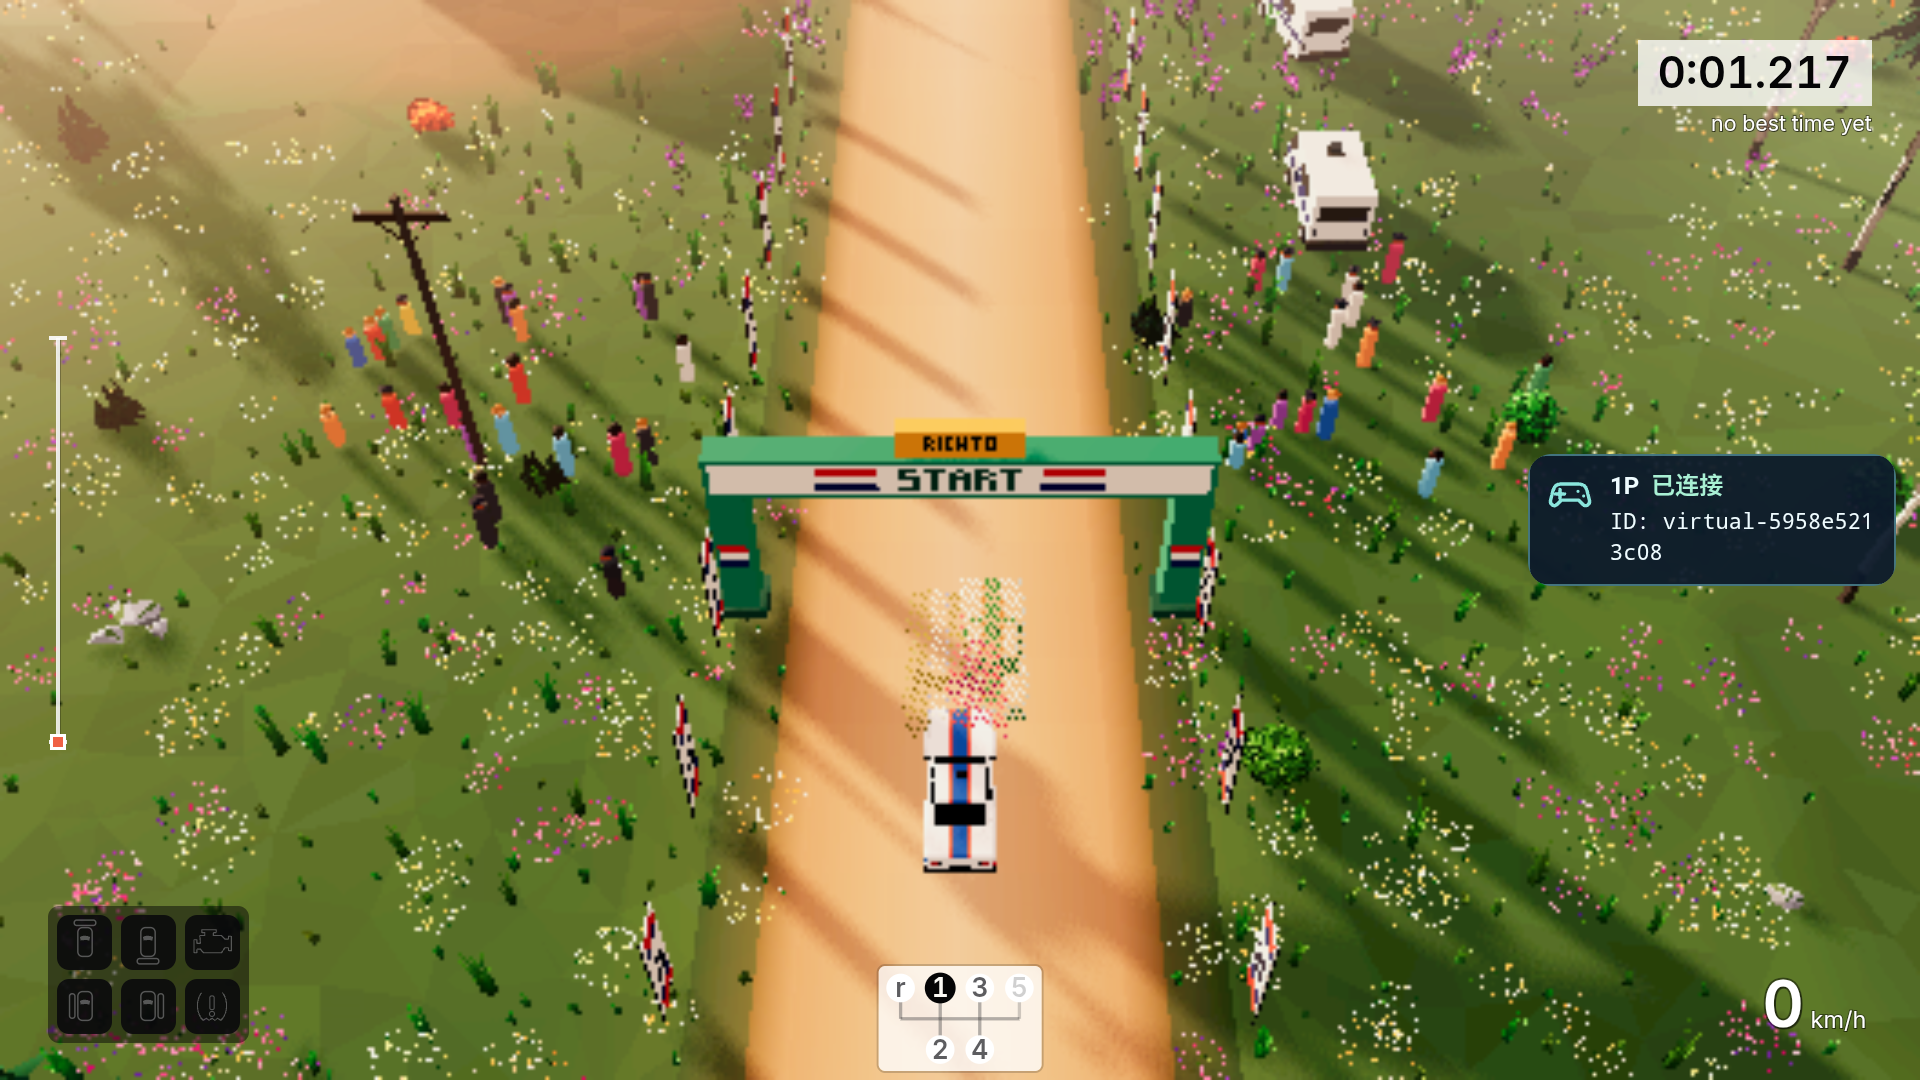 0:01.217
no best time yet
RICHTO
START
1P 已连接
ID: virtual-5958e521
3c08
r 1 3 5
2 4
0 km/h